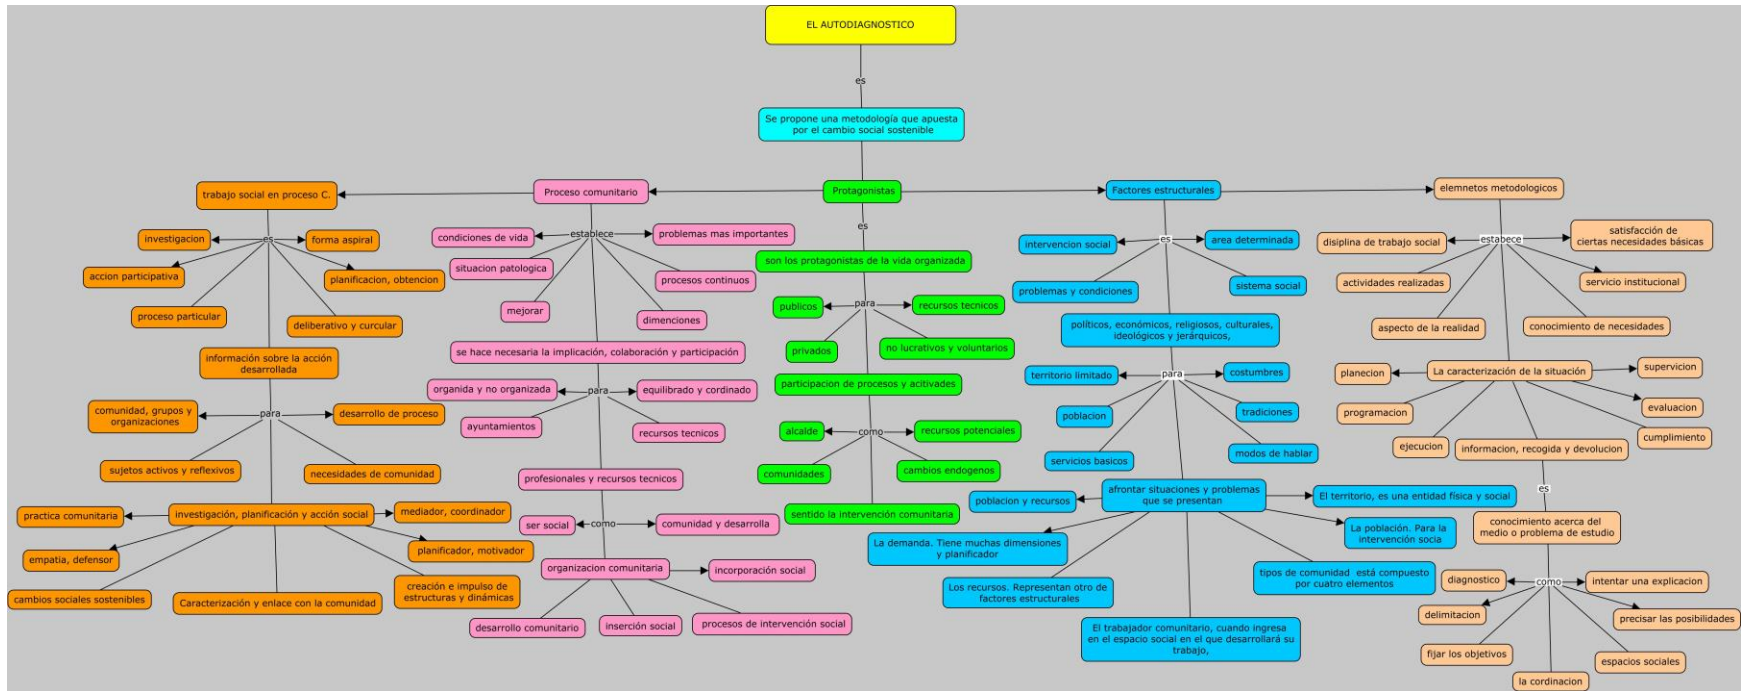 EL AUTODIAGNOSTICO
es
Se propone una metodología que apuesta
por el cambio social sostenible
trabajo social en proceso C.
es
investigacion
forma aspiral
accion participativa
planificacion, obtencion
proceso particular
deliberativo y curcular
información sobre la acción
desarrollada
para
comunidad, grupos y
organizaciones
desarrollo de proceso
sujetos activos y reflexivos
necesidades de comunidad
investigación, planificación y acción social
practica comunitaria
mediador, coordinador
empatia, defensor
planificador, motivador
cambios sociales sostenibles
Caracterización y enlace con la comunidad
creación e impulso de
estructuras y dinámicas
Proceso comunitario
establece
condiciones de vida
problemas mas importantes
situacion patologica
procesos continuos
mejorar
dimenciones
se hace necesaria la implicación, colaboración y participación
para
organida y no organizada
equilibrado y cordinado
ayuntamientos
recursos tecnicos
profesionales y recursos tecnicos
como
ser social
comunidad y desarrolla
organizacion comunitaria
incorporación social
desarrollo comunitario
inserción social
procesos de intervención social
Protagonistas
es
son los protagonistas de la vida organizada
para
publicos
recursos tecnicos
privados
no lucrativos y voluntarios
participacion de procesos y acitivades
como
alcalde
recursos potenciales
comunidades
cambios endogenos
sentido la intervención comunitaria
Factores estructurales
es
intervencion social
area determinada
problemas y condiciones
sistema social
políticos, económicos, religiosos, culturales,
ideológicos y jerárquicos,
para
territorio limitado
costumbres
poblacion
tradiciones
servicios basicos
modos de hablar
afrontar situaciones y problemas
que se presentan
poblacion y recursos
El territorio, es una entidad física y social
La demanda. Tiene muchas dimensiones
y planificador
La población. Para la
intervención socia
Los recursos. Representan otro de
factores estructurales
tipos de comunidad está compuesto
por cuatro elementos
El trabajador comunitario, cuando ingresa
en el espacio social en el que desarrollará su
trabajo,
elemnetos metodologicos
estabece
disiplina de trabajo social
satisfacción de
ciertas necesidades básicas
actividades realizadas
servicio institucional
aspecto de la realidad
conocimiento de necesidades
La caracterización de la situación
planecion
supervicion
programacion
evaluacion
ejecucion
cumplimiento
informacion, recogida y devolucion
es
conocimiento acerca del
medio o problema de estudio
como
diagnostico
intentar una explicacion
delimitacion
precisar las posibilidades
fijar los objetivos
espacios sociales
la cordinacion